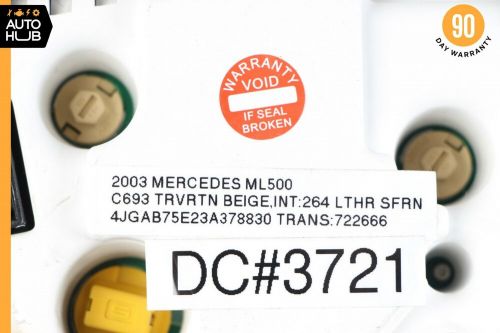 AUTO
HUB
90
DAY WARRANTY
WARRANTY
VOID
IF SEAL
BROKEN
2003 MERCEDES ML500
C693 TRVRTN BEIGE,INT:264 LTHR SFRN
4JGAB75E23A378830 TRANS:722666
DC#3721